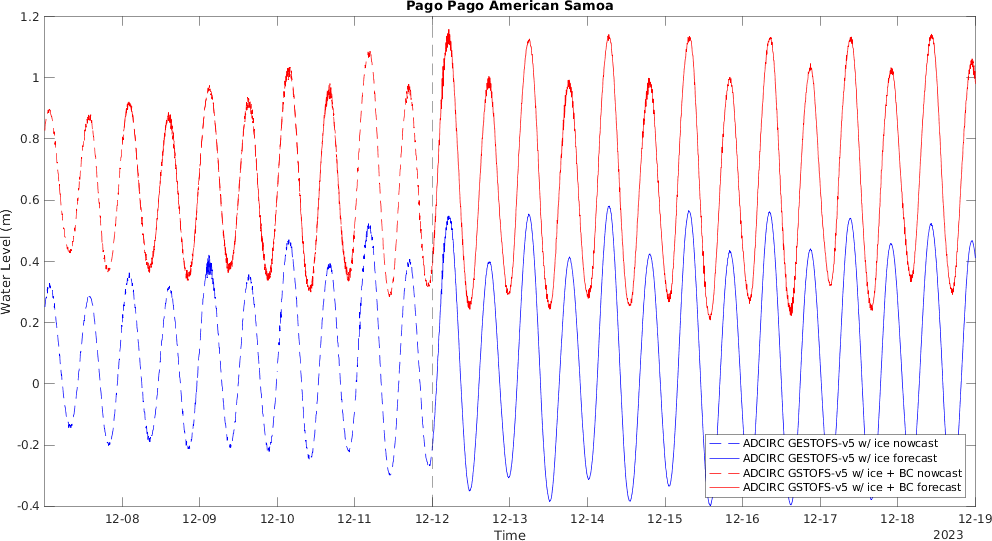 Pago Pago American Samoa
1.2
1
0.8
0.6
0.4
0.2
0
-0.2
-0.4
Water Level (m)
ADCIRC GESTOFS-v5 w/ ice nowcast
ADCIRC GESTOFS-v5 w/ ice forecast
ADCIRC GSTOFS-v5 w/ ice + BC nowcast
ADCIRC GSTOFS-v5 w/ ice + BC forecast
12-08 12-09 12-10 12-11 12-12 12-13 12-14 12-15 12-16 12-17 12-18 12-19
Time
2023